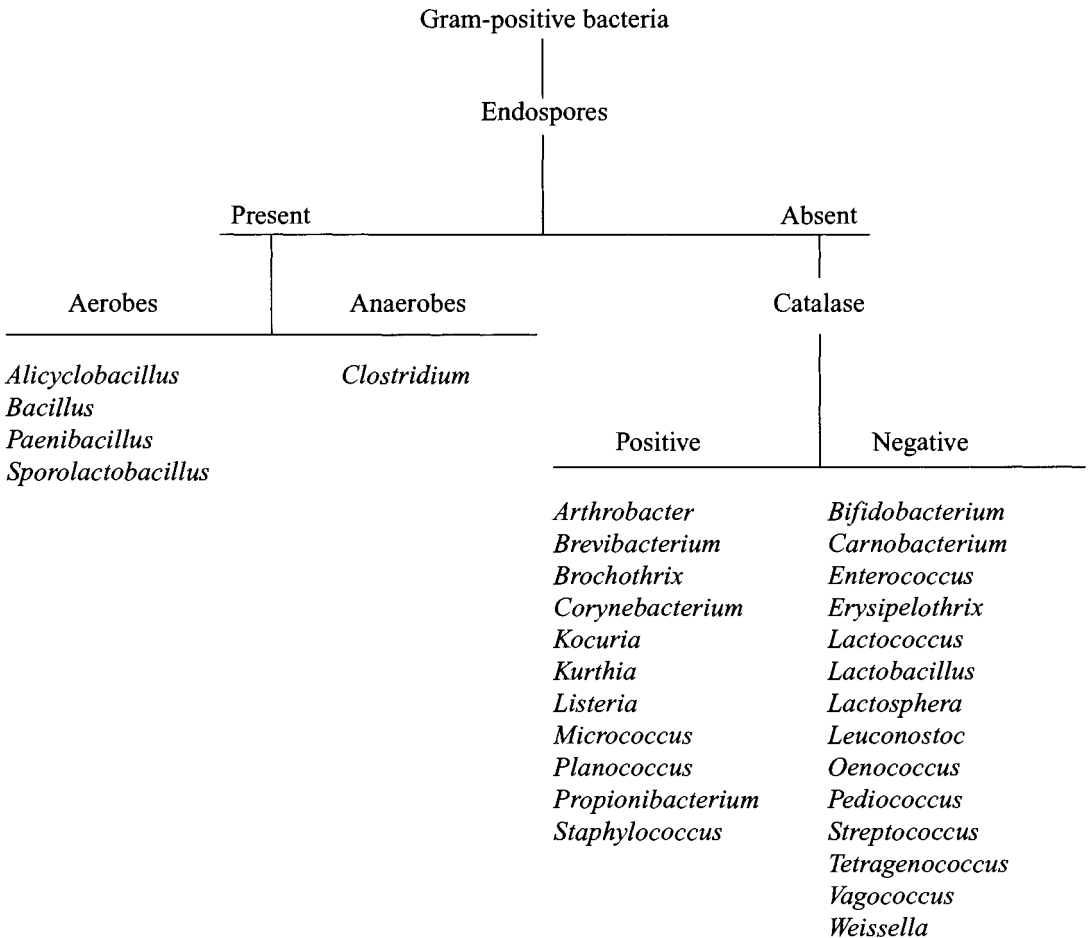 Gram-positive bacteria
Endospores
Present
Absent
Aerobes
Anaerobes
Catalase
Alicyclobacillus
Bacillus
Paenibacillus
Sporolactobacillus
Clostridium
Positive
Negative
Arthrobacter
Brevibacterium
Brochothrix
Corynebacterium
Kocuria
Kurthia
Listeria
Micrococcus
Planococcus
Propionibacterium
Staphylococcus
Bifidobacterium
Carnobacterium
Enterococcus
Erysipelothrix
Lactococcus
Lactobacillus
Lactosphera
Leuconostoc
Oenococcus
Pediococcus
Streptococcus
Tetragenococcus
Vagococcus
Weissella